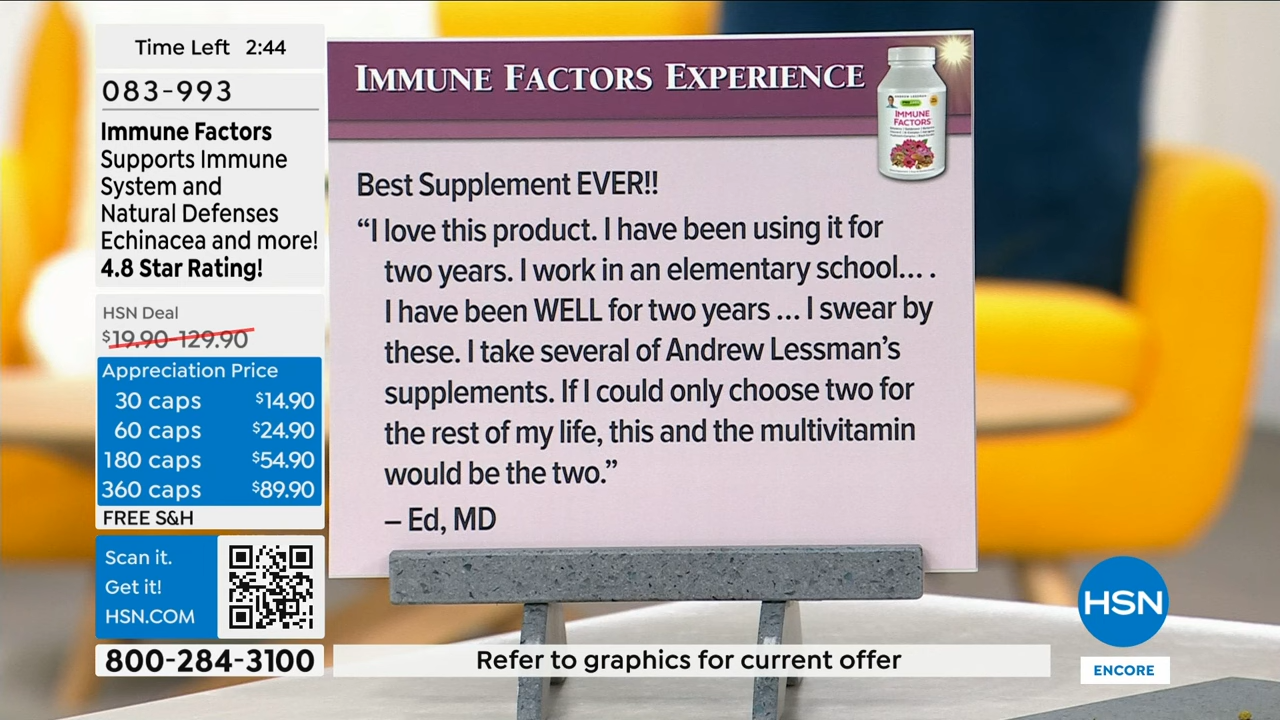 Time Left 2:44
083-993
Immune Factors
Supports Immune
System and
Natural Defenses
Echinacea and more!
4.8 Star Rating!
HSN Deal
$19.90-129.90
Appreciation Price
30 caps $14.90
60 caps $24.90
180 caps $54.90
360 caps $89.90
FREE S&H
Scan it.
Get it!
HSN.COM
800-284-3100
IMMUNE FACTORS EXPERIENCE
IMMUNE
FACTORS
Best Supplement EVER!!
“I love this product. I have been using it for
two years. I work in an elementary school... .
I have been WELL for two years ... I swear by
these. I take several of Andrew Lessman’s
supplements. If I could only choose two for
the rest of my life, this and the multivitamin
would be the two.”
– Ed, MD
Refer to graphics for current offer
HSN
ENCORE